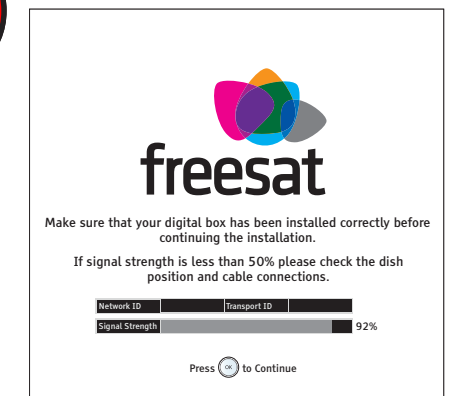 freesat
Make sure that your digital box has been installed correctly before
continuing the installation.
If signal strength is less than 50% please check the dish
position and cable connections.
Network ID Transport ID
Signal Strength 92%
Press OK to Continue